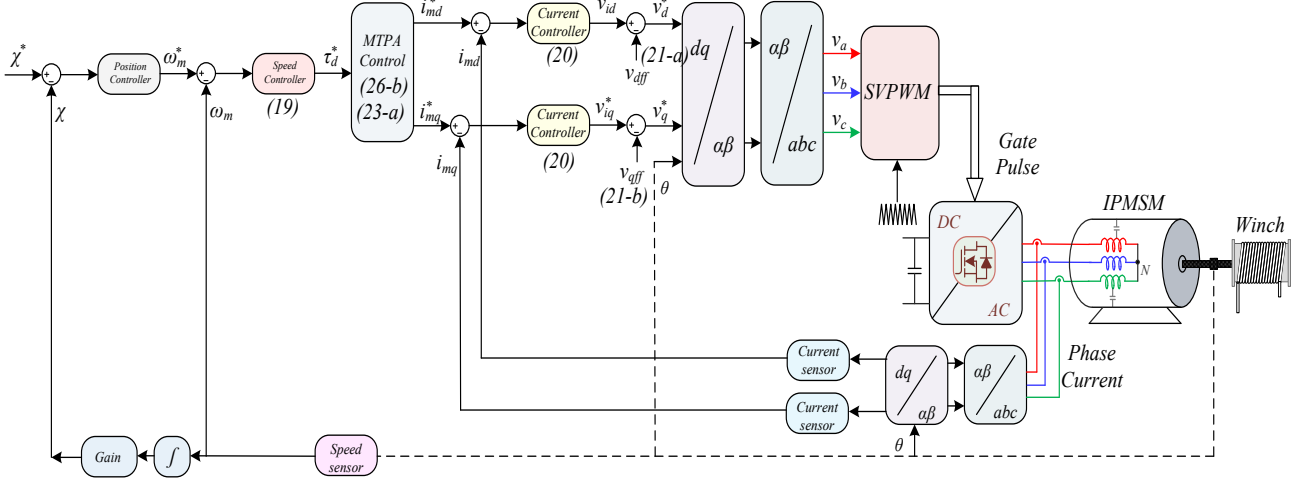 χ*
+
−
χ
Position
Controller
ω*m
+
−
ωm
Speed
Controller
(19)
τ*d
MTPA
Control
(26-b)
(23-a)
i*md
i*mq
+
−
imd
+
−
imq
Current
Controller
(20)
Current
Controller
(20)
vid
v*iq
+
−
+
−
v*d
(21-a)
vdff
v*q
vqff
(21-b)
θ
dq
αβ
αβ
abc
va
vb
vc
SVPWM
Gate
Pulse
DC
AC
IPMSM
N
Winch
Phase
Current
Current
sensor
Current
sensor
dq
αβ
αβ
abc
θ
Gain
∫
Speed
sensor